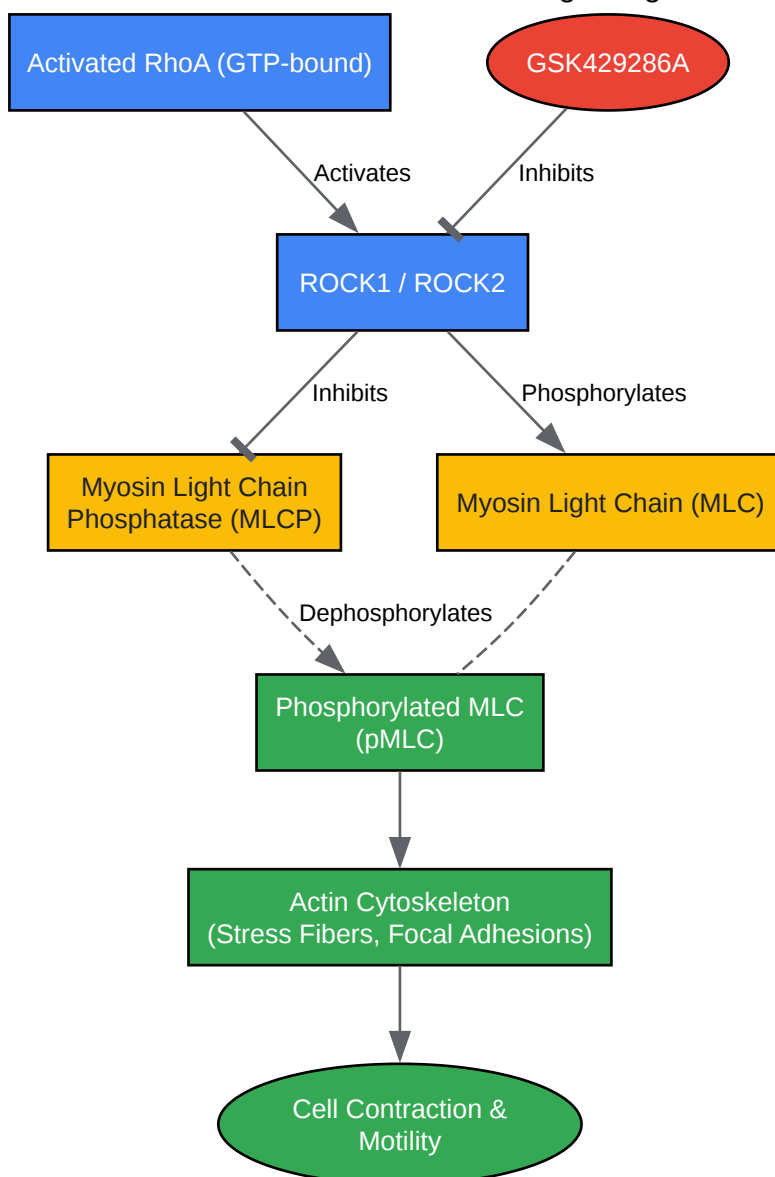 Activated RhoA (GTP-bound)
GSK429286A
Activates
Inhibits
ROCK1 / ROCK2
Inhibits
Phosphorylates
Myosin Light Chain
Phosphatase (MLCP)
Myosin Light Chain (MLC)
Dephosphorylates
Phosphorylated MLC
(pMLC)
Actin Cytoskeleton
(Stress Fibers, Focal Adhesions)
Cell Contraction &
Motility